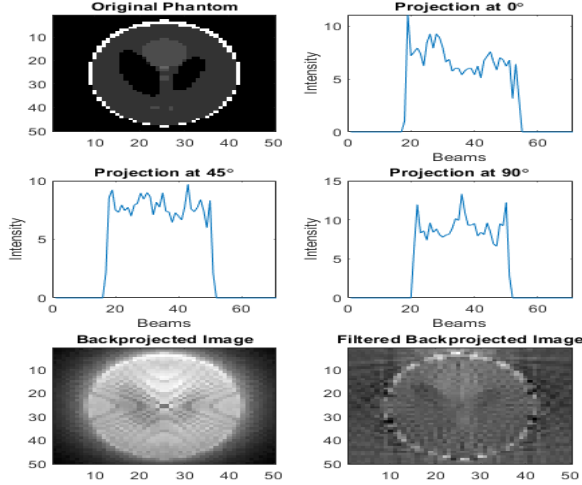 Original Phantom
10
20
30
40
50
10 20 30 40 50
Projection at 0°
Intensity
10
5
0
0 20 40 60
Beams
Projection at 45°
Intensity
10
5
0
0 20 40 60
Beams
Projection at 90°
Intensity
15
10
5
0
0 20 40 60
Beams
Backprojected Image
10
20
30
40
50
10 20 30 40 50
Filtered Backprojected Image
10
20
30
40
50
10 20 30 40 50